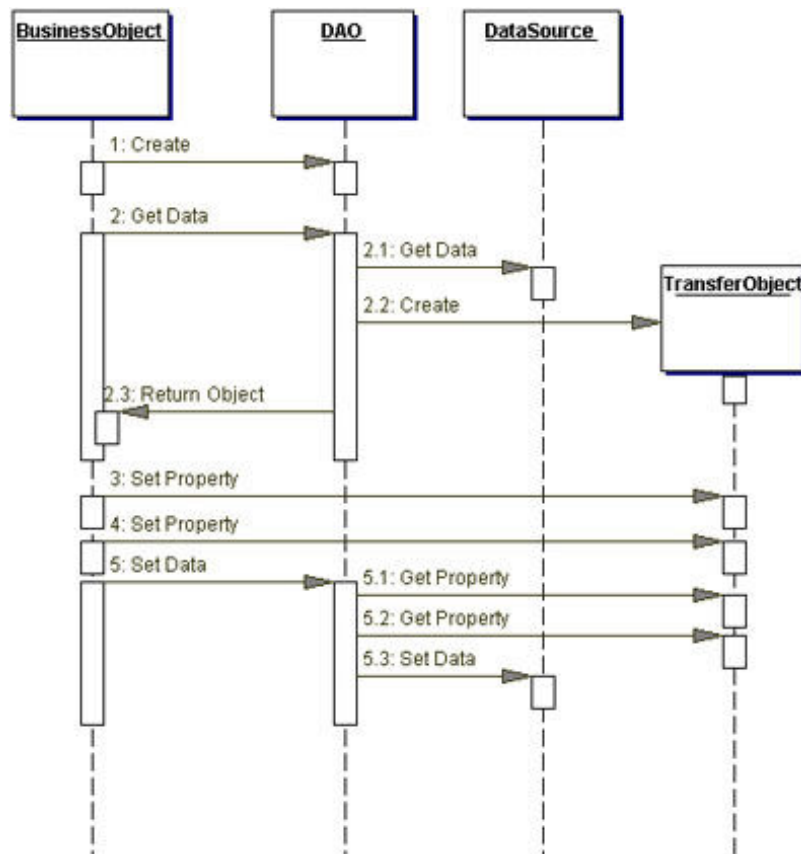 BusinessObject
DAO
DataSource
1: Create
2: Get Data
2.1: Get Data
TransferObject
2.2: Create
2.3: Return Object
3: Set Property
4: Set Property
5: Set Data
5.1: Get Property
5.2: Get Property
5.3: Set Data